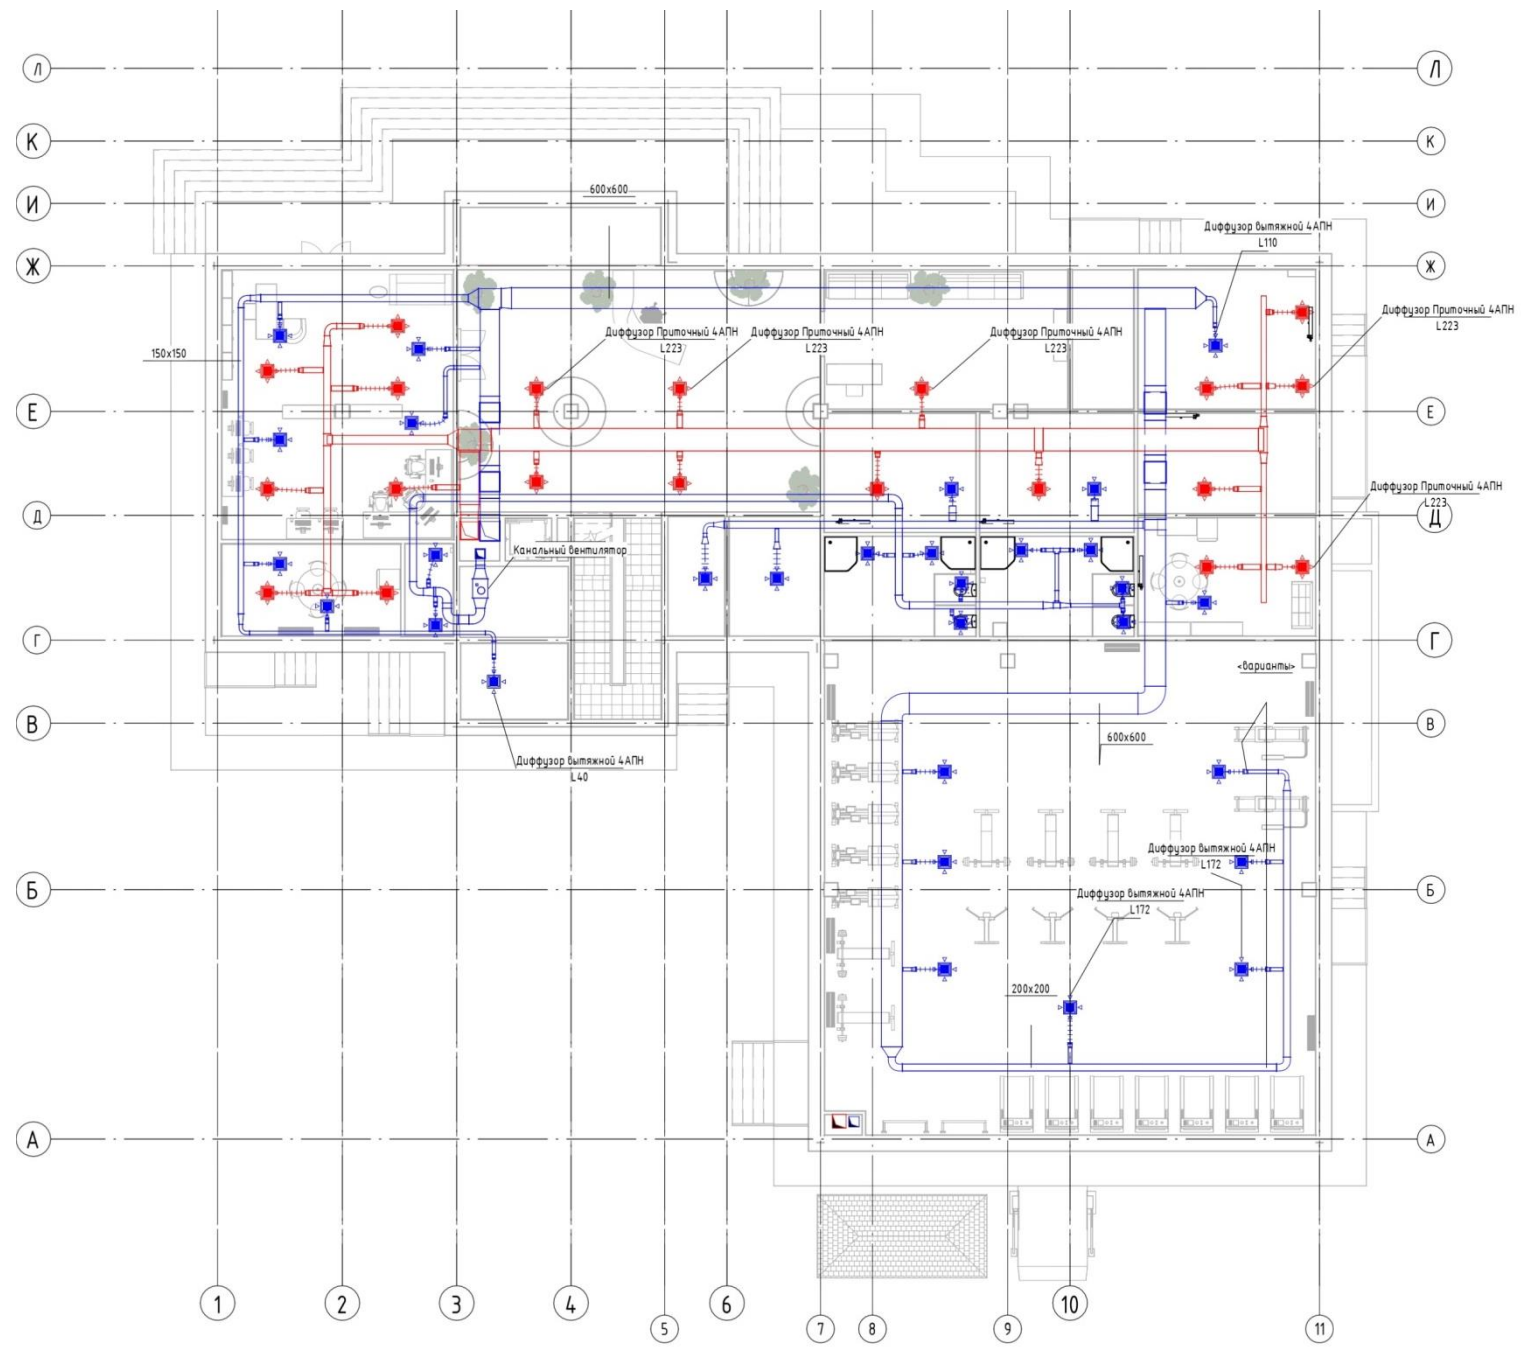 Л
Л
К
К
И
600х600
И
Диффузор вытяжной 4АПН
L110
Ж
Ж
Диффузор Приточный 4АПН
L223
Диффузор Приточный 4АПН
L223
Диффузор Приточный 4АПН
L223
Диффузор Приточный 4АПН
L223
150х150
Е
Е
Диффузор Приточный 4АПН
L223
Д
Д
Канальный вентилятор
Г
Г
<варианты>
В
В
600х600
Диффузор вытяжной 4АПН
L40
Диффузор вытяжной 4АПН
L172
Б
Б
Диффузор вытяжной 4АПН
L172
200х200
А
А
1
2
3
4
5
6
7
8
9
10
11